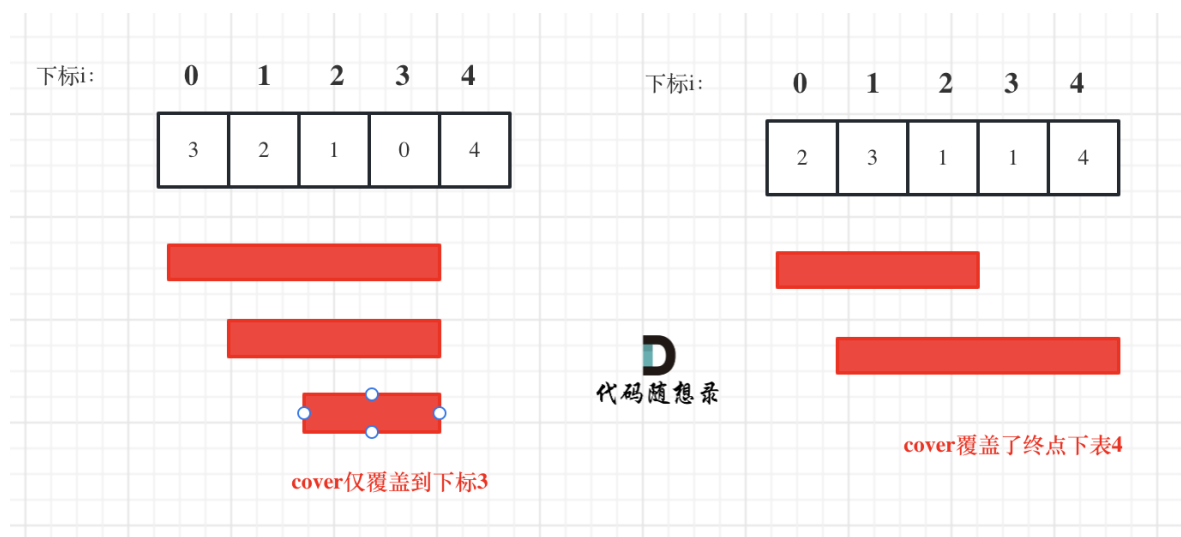 下标i: 0 1 2 3 4
3 2 1 0 4
cover仅覆盖到下标3
下标i: 0 1 2 3 4
2 3 1 1 4
代码随想录
cover覆盖了终点下表4